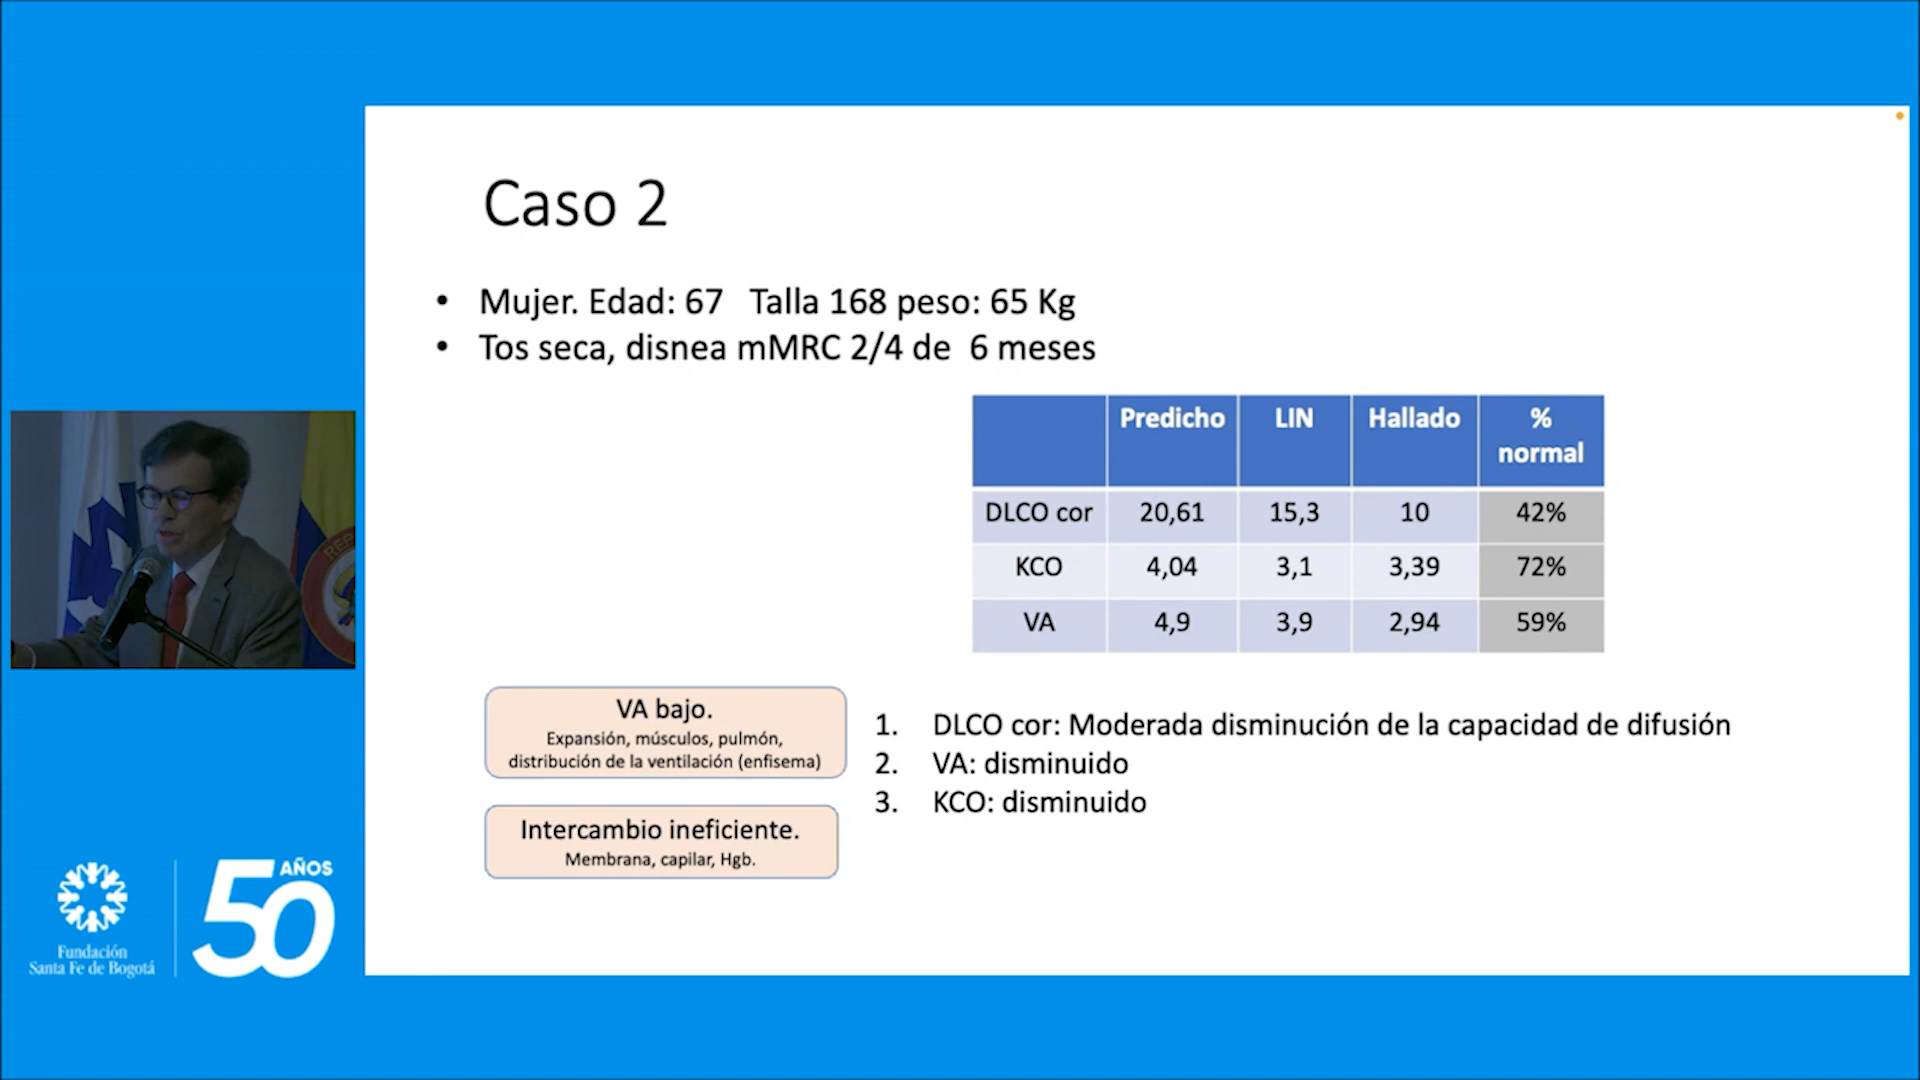 Caso 2
• Mujer. Edad: 67 Talla 168 peso: 65 Kg
• Tos seca, disnea mMRC 2/4 de 6 meses
Predicho LIN Hallado % normal
DLCO cor 20,61 15,3 10 42%
KCO 4,04 3,1 3,39 72%
VA 4,9 3,9 2,94 59%
VA bajo.
Expansión, músculos, pulmón,
distribución de la ventilación (enfisema)
Intercambio ineficiente.
Membrana, capilar, Hgb.
1. DLCO cor: Moderada disminución de la capacidad de difusión
2. VA: disminuido
3. KCO: disminuido
REP
Fundación
Santa Fe de Bogotá
50 AÑOS